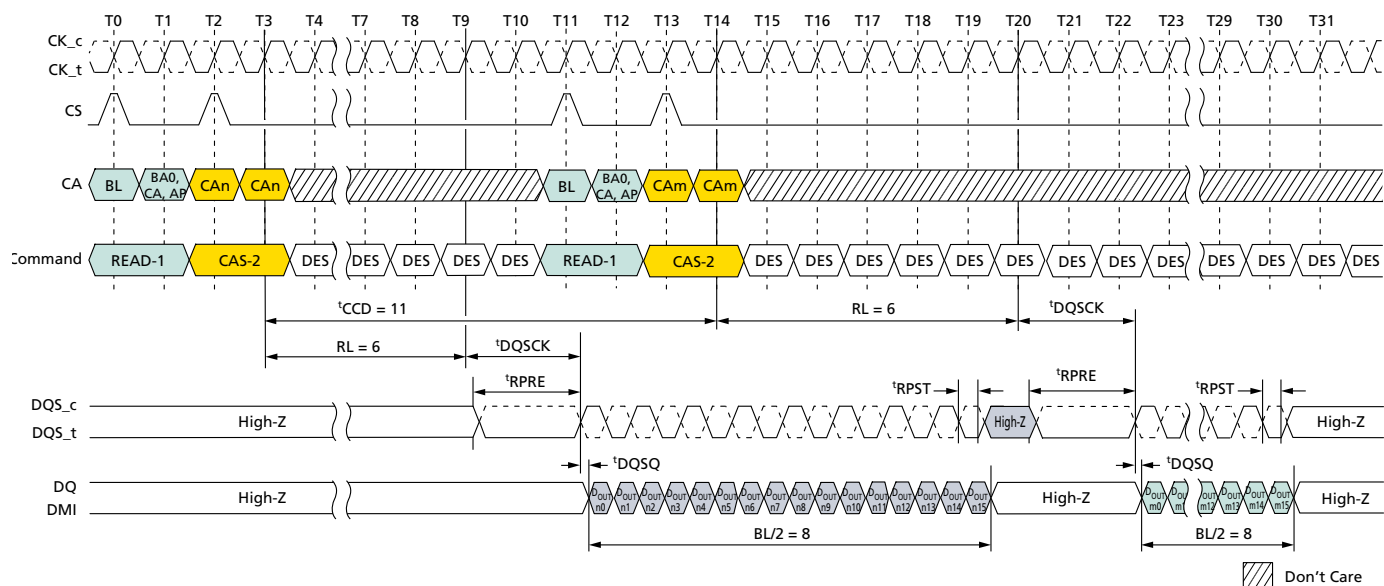 T0 T1 T2 T3 T4 T7 T8 T9 T10 T11 T12 T13 T14 T15 T16 T17 T18 T19 T20 T21 T22 T23 T29 T30 T31
CK_c
CK_t
CS
CA BL BA0, CA, AP CAn CAn BL BA0, CA, AP CAm CAm
Command READ-1 CAS-2 DES DES DES DES DES READ-1 CAS-2 DES DES DES DES DES DES DES DES DES DES DES DES DES
tCCD = 11 RL = 6 tDQSCK
RL = 6 tDQSCK
tRPRE tRPST tRPRE tRPST
DQS_c
DQS_t
High-Z High-Z High-Z
tDQSQ tDQSQ
DQ
DMI
High-Z DOUT n0 DOUT n1 DOUT n2 DOUT n3 DOUT n4 DOUT n5 DOUT n6 DOUT n7 DOUT n8 DOUT n9 DOUT n10 DOUT n11 DOUT n12 DOUT n13 DOUT n14 DOUT n15 High-Z DOUT m0 DOUT m12 DOUT m13 DOUT m14 DOUT m15 High-Z
BL/2 = 8 BL/2 = 8
Don't Care